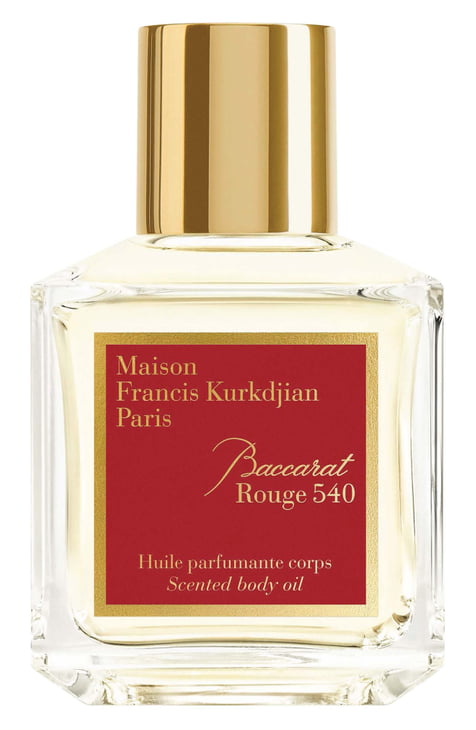 Maison
Francis Kurkdjian
Paris
Baccarat
Rouge 540
Huile parfumante corps
Scented body oil